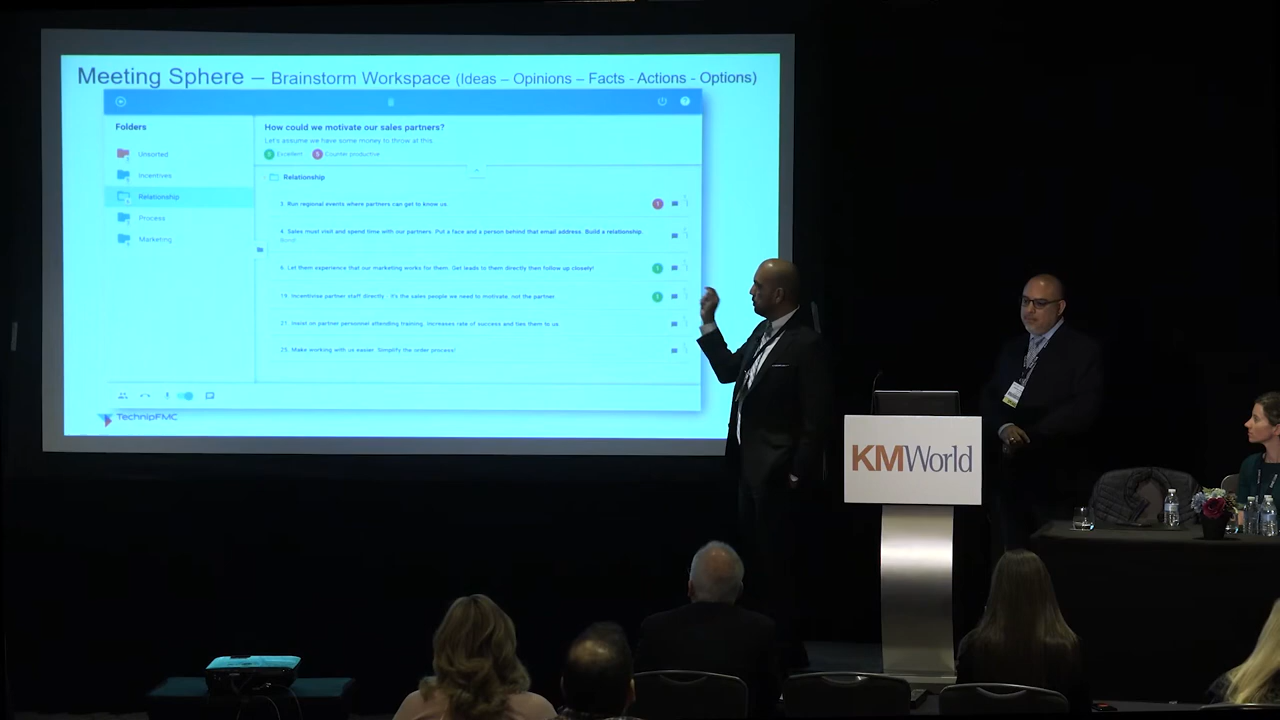 Meeting Sphere – Brainstorm Workspace (Ideas – Opinions – Facts - Actions - Options)
Folders
Unsorted
Incentives
Relationship
Process
Marketing
How could we motivate our sales partners?
Let's assume we have some money to throw at this.
Excellent
Counter productive
Relationship
3. Run regional events where partners can get to know us.
1
4. Sales must visit and spend time with our partners. Put a face and a person behind that email address. Build a relationship.
6. Let them experience that our marketing works for them. Get leads to them directly then follow up closely!
1
19. Incentivise partner staff directly. It's the sales people we need to motivate, not the partner.
1
21. Insist on partner personnel attending training. Increases rate of success and ties them to us.
25. Make working with us easier. Simplify the order process!
TechnipFMC
KMWorld